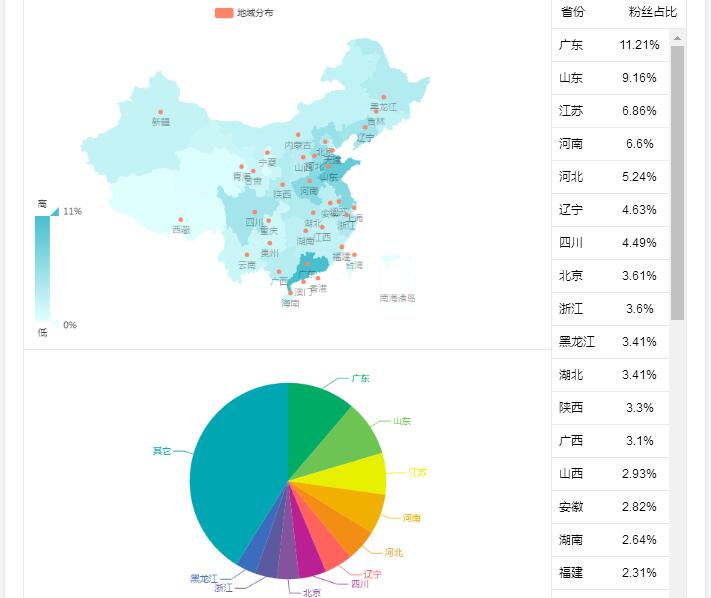 地域分布
黑龙江
吉林
新疆
辽宁
内蒙古
北京
天津
宁夏
山西
河北
山东
青海
甘肃
陕西
河南
安徽
江苏
上海
高
11%
四川
重庆
湖北
浙江
西藏
湖南
江西
贵州
福建
云南
台湾
广东
广西
香港
澳门
海南
南海诸岛
0%
低
广东
山东
其它
江苏
河南
河北
辽宁
黑龙江
四川
浙江
北京
省份 粉丝占比
广东 11.21%
山东 9.16%
江苏 6.86%
河南 6.6%
河北 5.24%
辽宁 4.63%
四川 4.49%
北京 3.61%
浙江 3.6%
黑龙江 3.41%
湖北 3.41%
陕西 3.3%
广西 3.1%
山西 2.93%
安徽 2.82%
湖南 2.64%
福建 2.31%